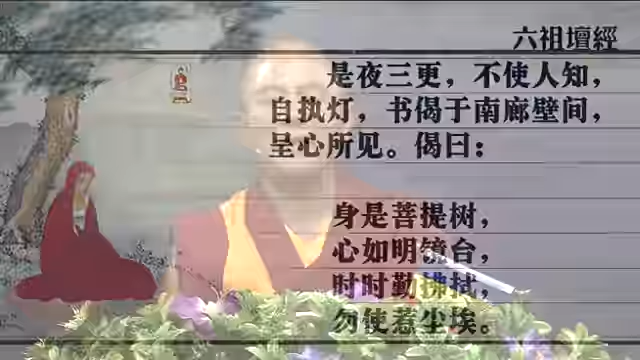 六祖壇經
是夜三更，不使人知，
自执灯，书偈于南廊壁间，
呈心所见。偈曰：
身是菩提树，
心如明镜台，
时时勤拂拭，
勿使惹尘埃。